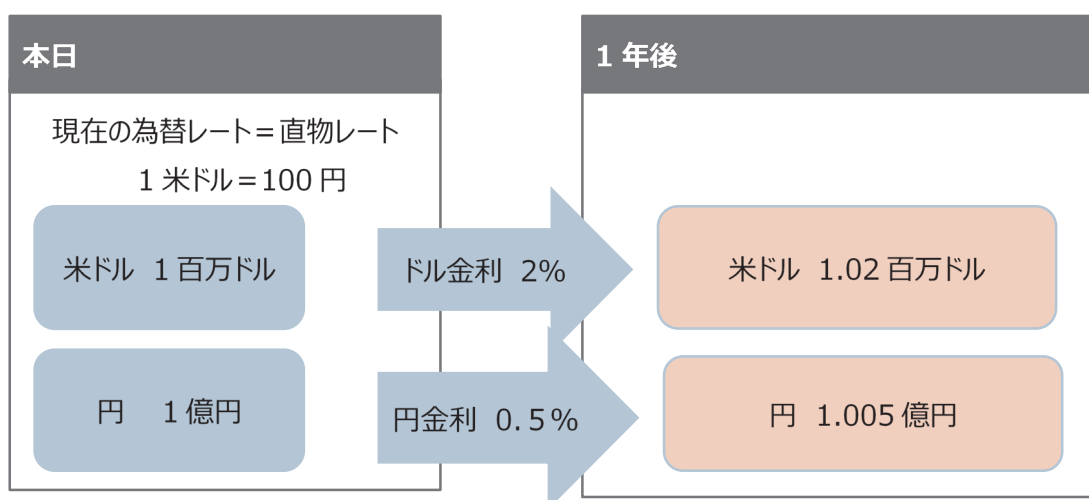 本日
現在の為替レート＝直物レート
1 米ドル＝100 円
米ドル 1 百万ドル
ドル金利 2%
円 1 億円
円金利 0.5%
1 年後
米ドル 1.02 百万ドル
円 1.005 億円